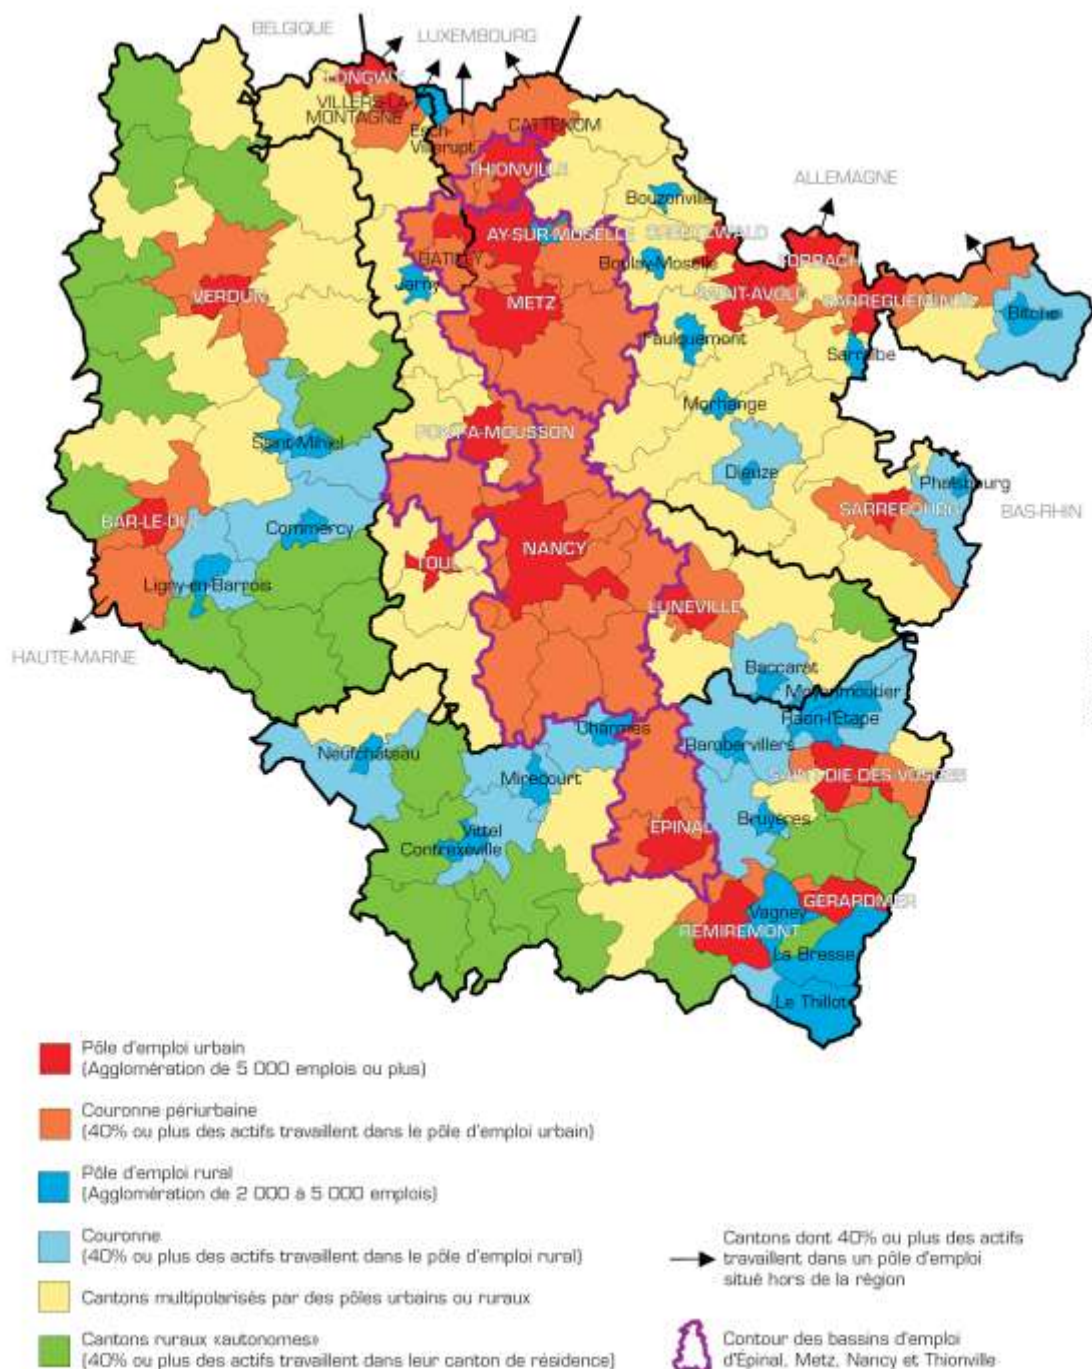 BELGIQUE
LUXEMBOURG
LONGWY
VILLERS-LA-
MONTAGNE
Esch-
Villerupt
CATTENOM
THIONVILLE
ALLEMAGNE
Bouzonville
AY-SUR-MOSELLE
BATILLY
Boulay-Moselle
FORBACH
Jarny
SAINT-AVOLD
SARREGUEMINES
VERDUN
METZ
Bitche
Faulquemont
Sarralbe
Morhange
PONT-A-MOUSSON
Saint-Mihiel
Dieuze
Phalsbourg
SARREBOURG
BAS-RHIN
BAR-LE-DUC
Commercy
NANCY
TOUL
Ligny-en-Barrois
LUNEVILLE
HAUTE-MARNE
Baccarat
Moyenmoutier
Raon-l'Etape
Charmes
Rambervillers
Neufchâteau
Mirecourt
SAINT-DIE-DES-VOSGES
Bruyères
EPINAL
Vittel
Contrexéville
GERARDMER
Vagney
REMIREMONT
La Bresse
Le Thillot
Pôle d'emploi urbain
(Agglomération de 5 000 emplois ou plus)
Couronne périurbaine
(40% ou plus des actifs travaillent dans le pôle d'emploi urbain)
Pôle d'emploi rural
(Agglomération de 2 000 à 5 000 emplois)
Couronne
(40% ou plus des actifs travaillent dans le pôle d'emploi rural)
Cantons multipolarisés par des pôles urbains ou ruraux
Cantons ruraux «autonomes»
(40% ou plus des actifs travaillent dans leur canton de résidence)
Cantons dont 40% ou plus des actifs
travaillent dans un pôle d'emploi
situé hors de la région
Contour des bassins d'emploi
d'Épinal, Metz, Nancy et Thionville